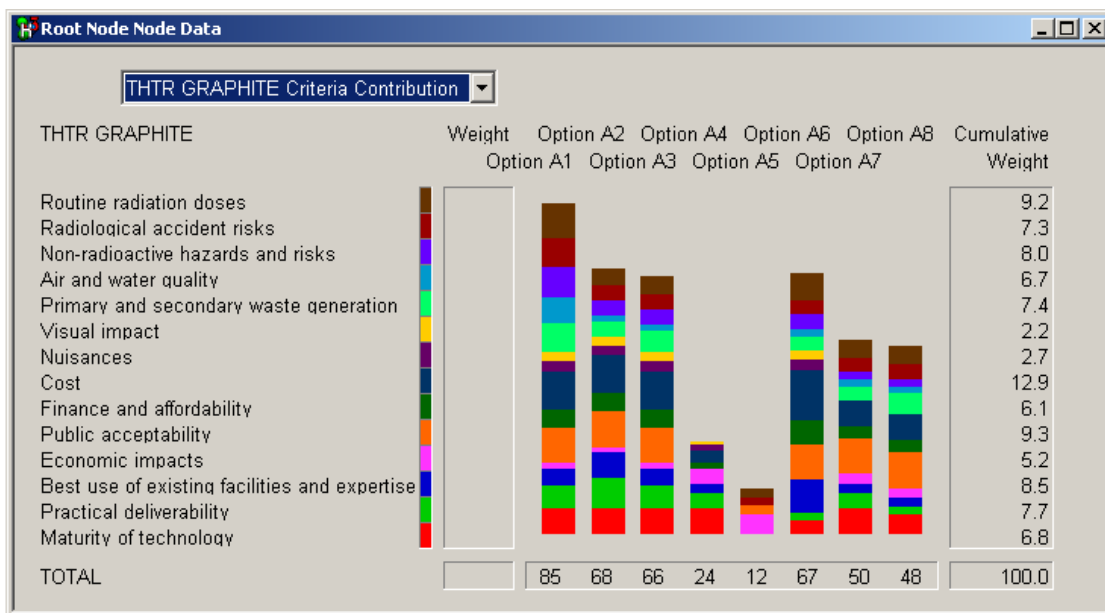 Root Node Node Data
THTR GRAPHITE Criteria Contribution
THTR GRAPHITE Weight Option A2 Option A4 Option A6 Option A8 Cumulative
Option A1 Option A3 Option A5 Option A7 Weight
Routine radiation doses 9.2
Radiological accident risks 7.3
Non-radioactive hazards and risks 8.0
Air and water quality 6.7
Primary and secondary waste generation 7.4
Visual impact 2.2
Nuisances 2.7
Cost 12.9
Finance and affordability 6.1
Public acceptability 9.3
Economic impacts 5.2
Best use of existing facilities and expertise 8.5
Practical deliverability 7.7
Maturity of technology 6.8
TOTAL 85 68 66 24 12 67 50 48 100.0